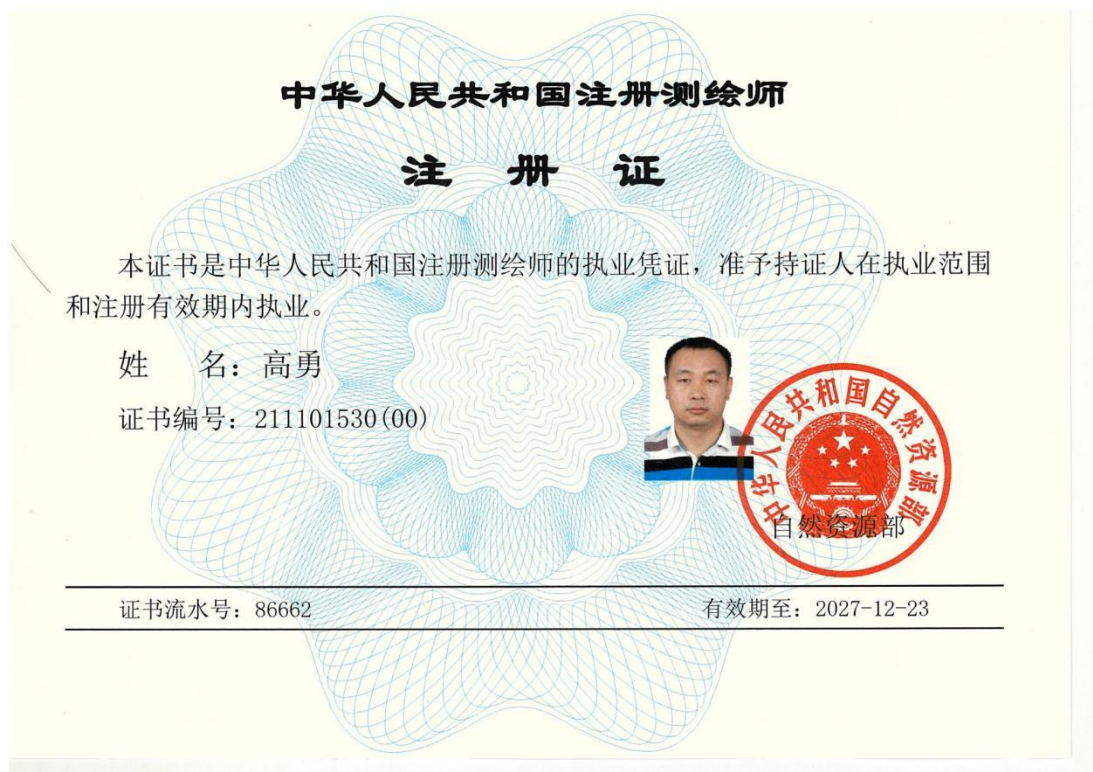 中华人民共和国注册测绘师
注 册 证
本证书是中华人民共和国注册测绘师的执业凭证，准予持证人在执业范围
和注册有效期内执业。
姓 名：高勇
证书编号：211101530(00)
中华人民共和国自然资源部
自然资源部
证书流水号：86662 有效期至：2027-12-23